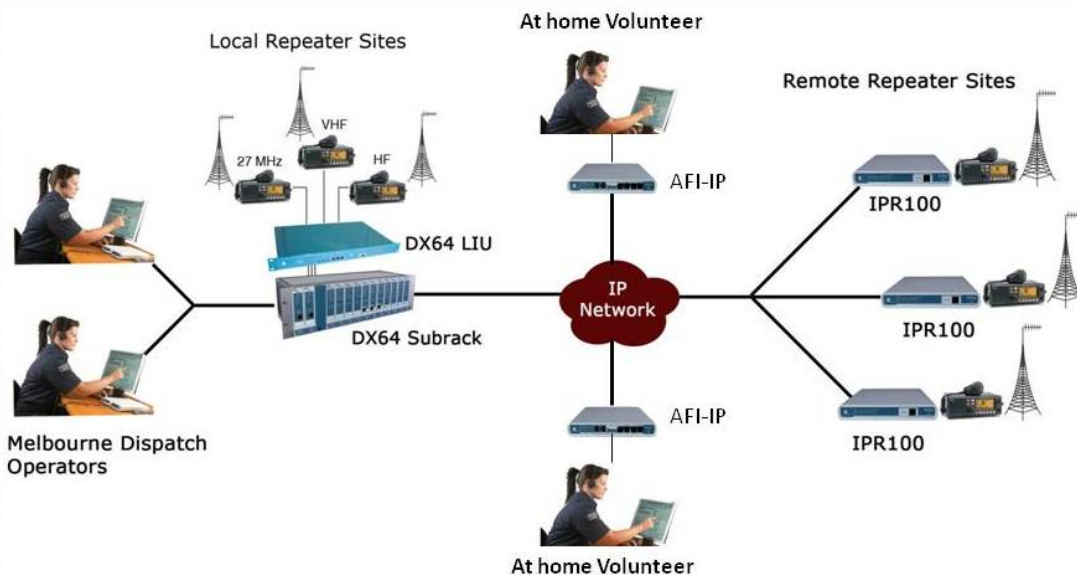 At home Volunteer
Local Repeater Sites
Remote Repeater Sites
VHF
27 MHz
HF
AFI-IP
IPR100
DX64 LIU
IP
Network
DX64 Subrack
IPR100
AFI-IP
IPR100
Melbourne Dispatch
Operators
At home Volunteer